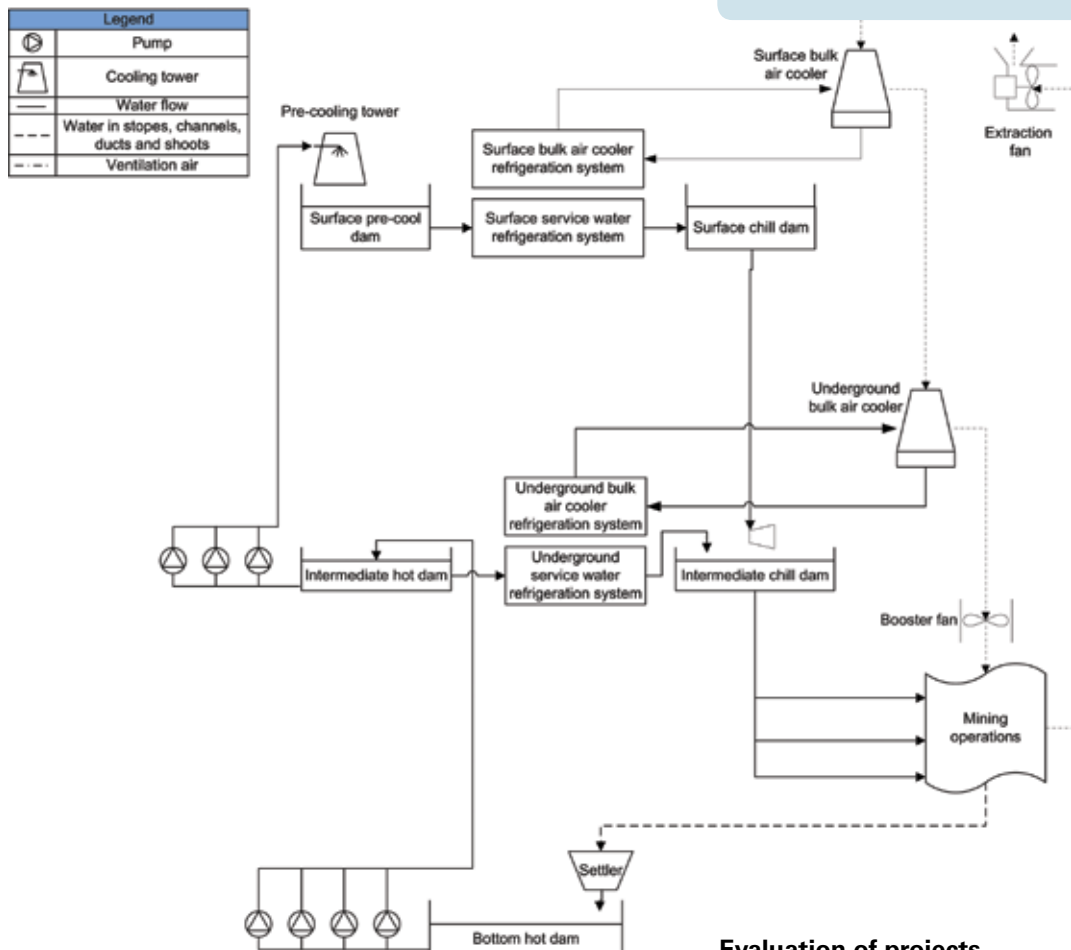 Legend
Pump
Cooling tower
Water flow
Water in stopes, channels,
ducts and shoots
Ventilation air
Pre-cooling tower
Surface bulk
air cooler
Extraction
fan
Surface bulk air cooler
refrigeration system
Surface pre-cool
dam
Surface service water
refrigeration system
Surface chill dam
Underground
bulk air cooler
Underground bulk
air cooler
refrigeration system
Intermediate hot dam
Underground
service water
refrigeration system
Intermediate chill dam
Booster fan
Mining
operations
Settler
Bottom hot dam
Evaluation of projects